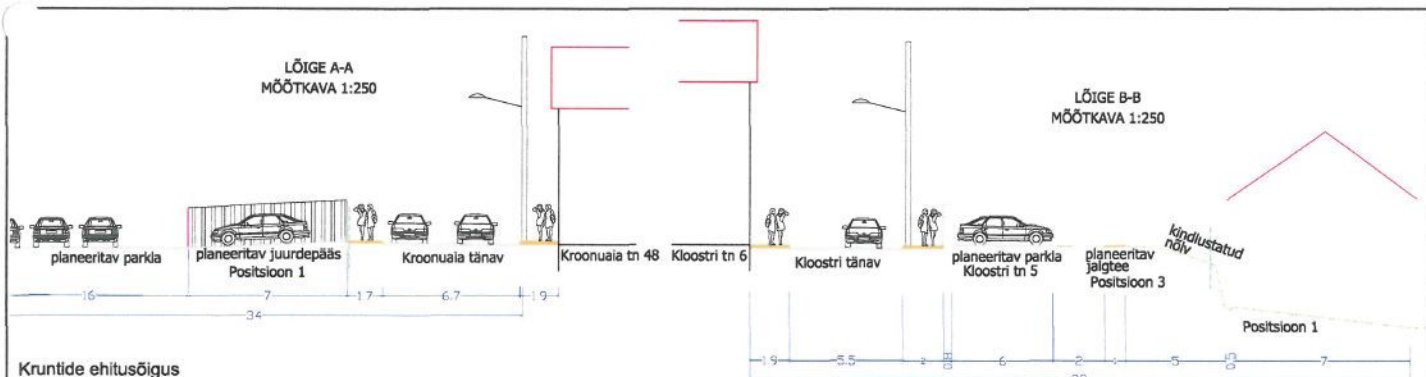 LÕIGE A-A
MÕÕTKAVA 1:250
LÕIGE B-B
MÕÕTKAVA 1:250
planeeritav parkla
planeeritav juurdepääs
Positsioon 1
Kroonuaia tänav
Kroonuaia tn 48
Kloostri tn 6
Kloostri tänav
planeeritav parkla
Kloostri tn 5
planeeritav
jalgtee
Positsioon 3
kindlustatud
nõlv
Positsioon 1
16 7 1.7 6.7 1.9
34
1.9 5.5 2 6 2 1 5 0.5 7
Kruntide ehitusõigus